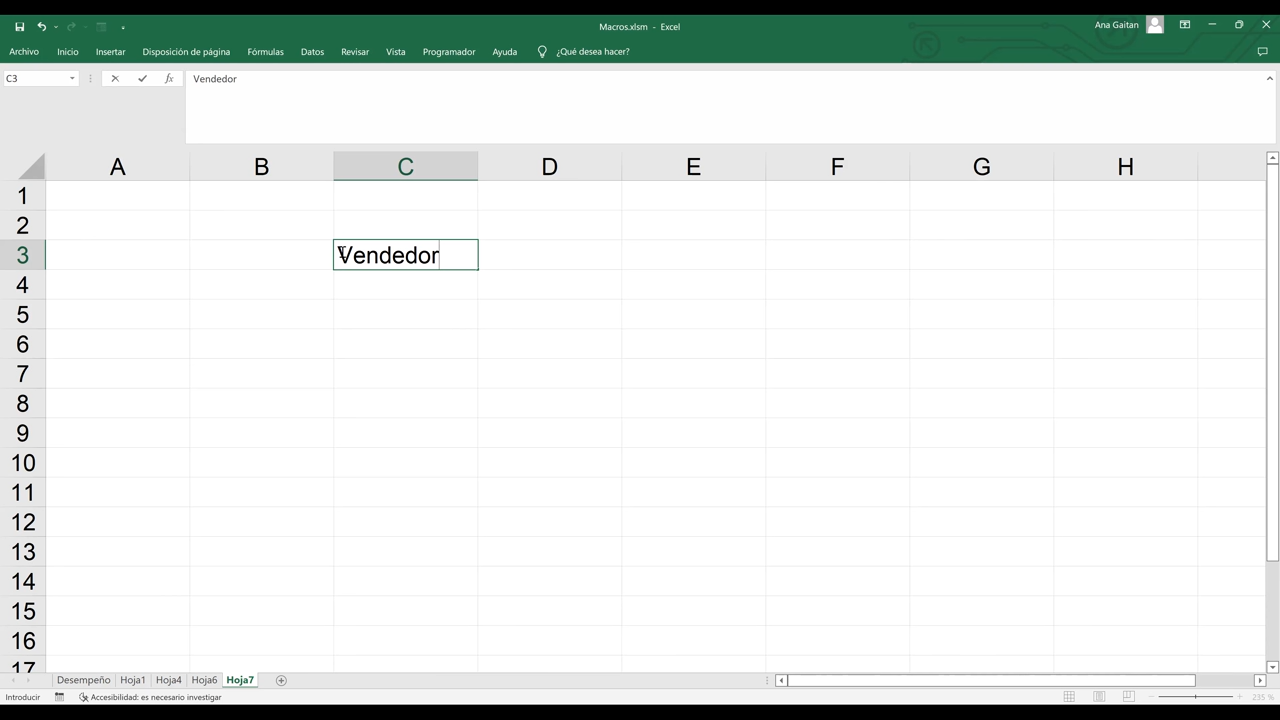 Macros.xlsm - Excel
Ana Gaitan
Archivo Inicio Insertar Disposición de página Fórmulas Datos Revisar Vista Programador Ayuda ¿Qué desea hacer?
C3 fx Vendedor
A B C D E F G H
1
2
3 Vendedor
4
5
6
7
8
9
10
11
12
13
14
15
16
17
Desempeño Hoja1 Hoja4 Hoja6 Hoja7
Introducir Accesibilidad: es necesario investigar 235 %